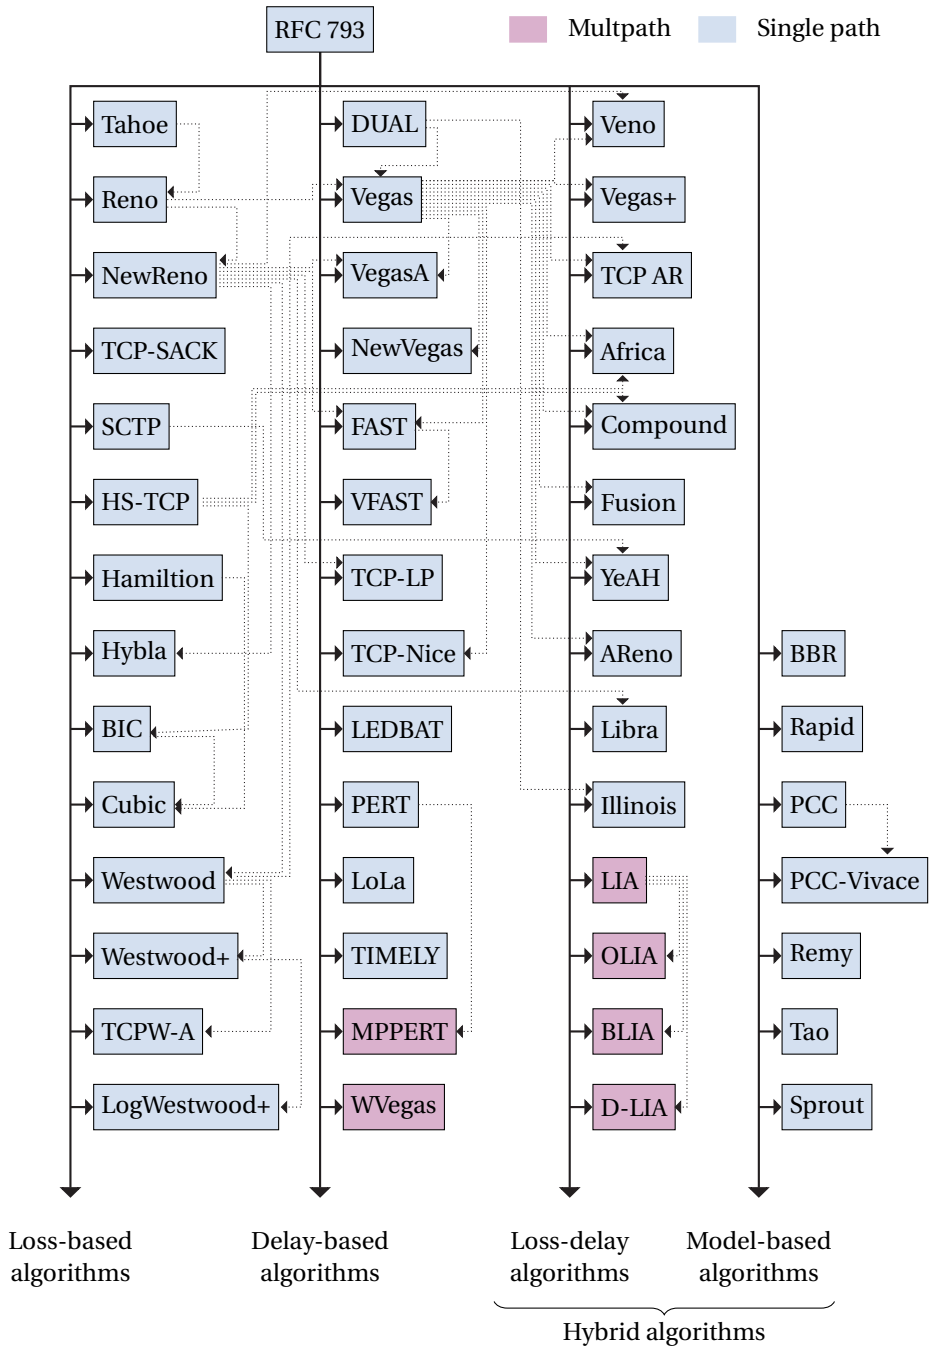 RFC 793
Multpath
Single path
Tahoe
DUAL
Veno
Reno
Vegas
Vegas+
NewReno
VegasA
TCP AR
TCP-SACK
NewVegas
Africa
SCTP
FAST
Compound
HS-TCP
VFAST
Fusion
Hamiltion
TCP-LP
YeAH
Hybla
TCP-Nice
AReno
BBR
BIC
LEDBAT
Libra
Rapid
Cubic
PERT
Illinois
PCC
Westwood
LoLa
LIA
PCC-Vivace
Westwood+
TIMELY
OLIA
Remy
TCPW-A
MPPERT
BLIA
Tao
LogWestwood+
WVegas
D-LIA
Sprout
Loss-based
algorithms
Delay-based
algorithms
Loss-delay
algorithms
Model-based
algorithms
Hybrid algorithms